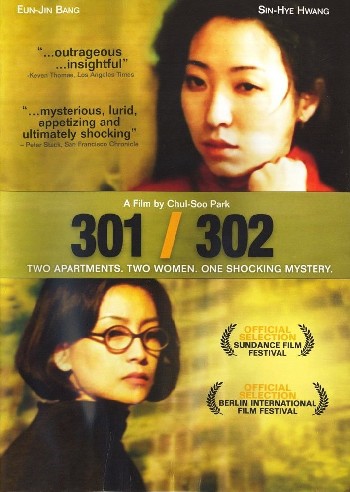 EUN-JIN BANG SIN-HYE HWANG
"...outrageous
...insightful"
-Kevan Thomas, Los Angeles Times
"...mysterious, lurid,
appetizing and
ultimately shocking"
- Peter Stack, San Francisco Chronicle
A Film by Chul-Soo Park
301 / 302
TWO APARTMENTS. TWO WOMEN. ONE SHOCKING MYSTERY.
OFFICIAL
SELECTION
SUNDANCE FILM
FESTIVAL
OFFICIAL
SELECTION
BERLIN INTERNATIONAL
FILM FESTIVAL